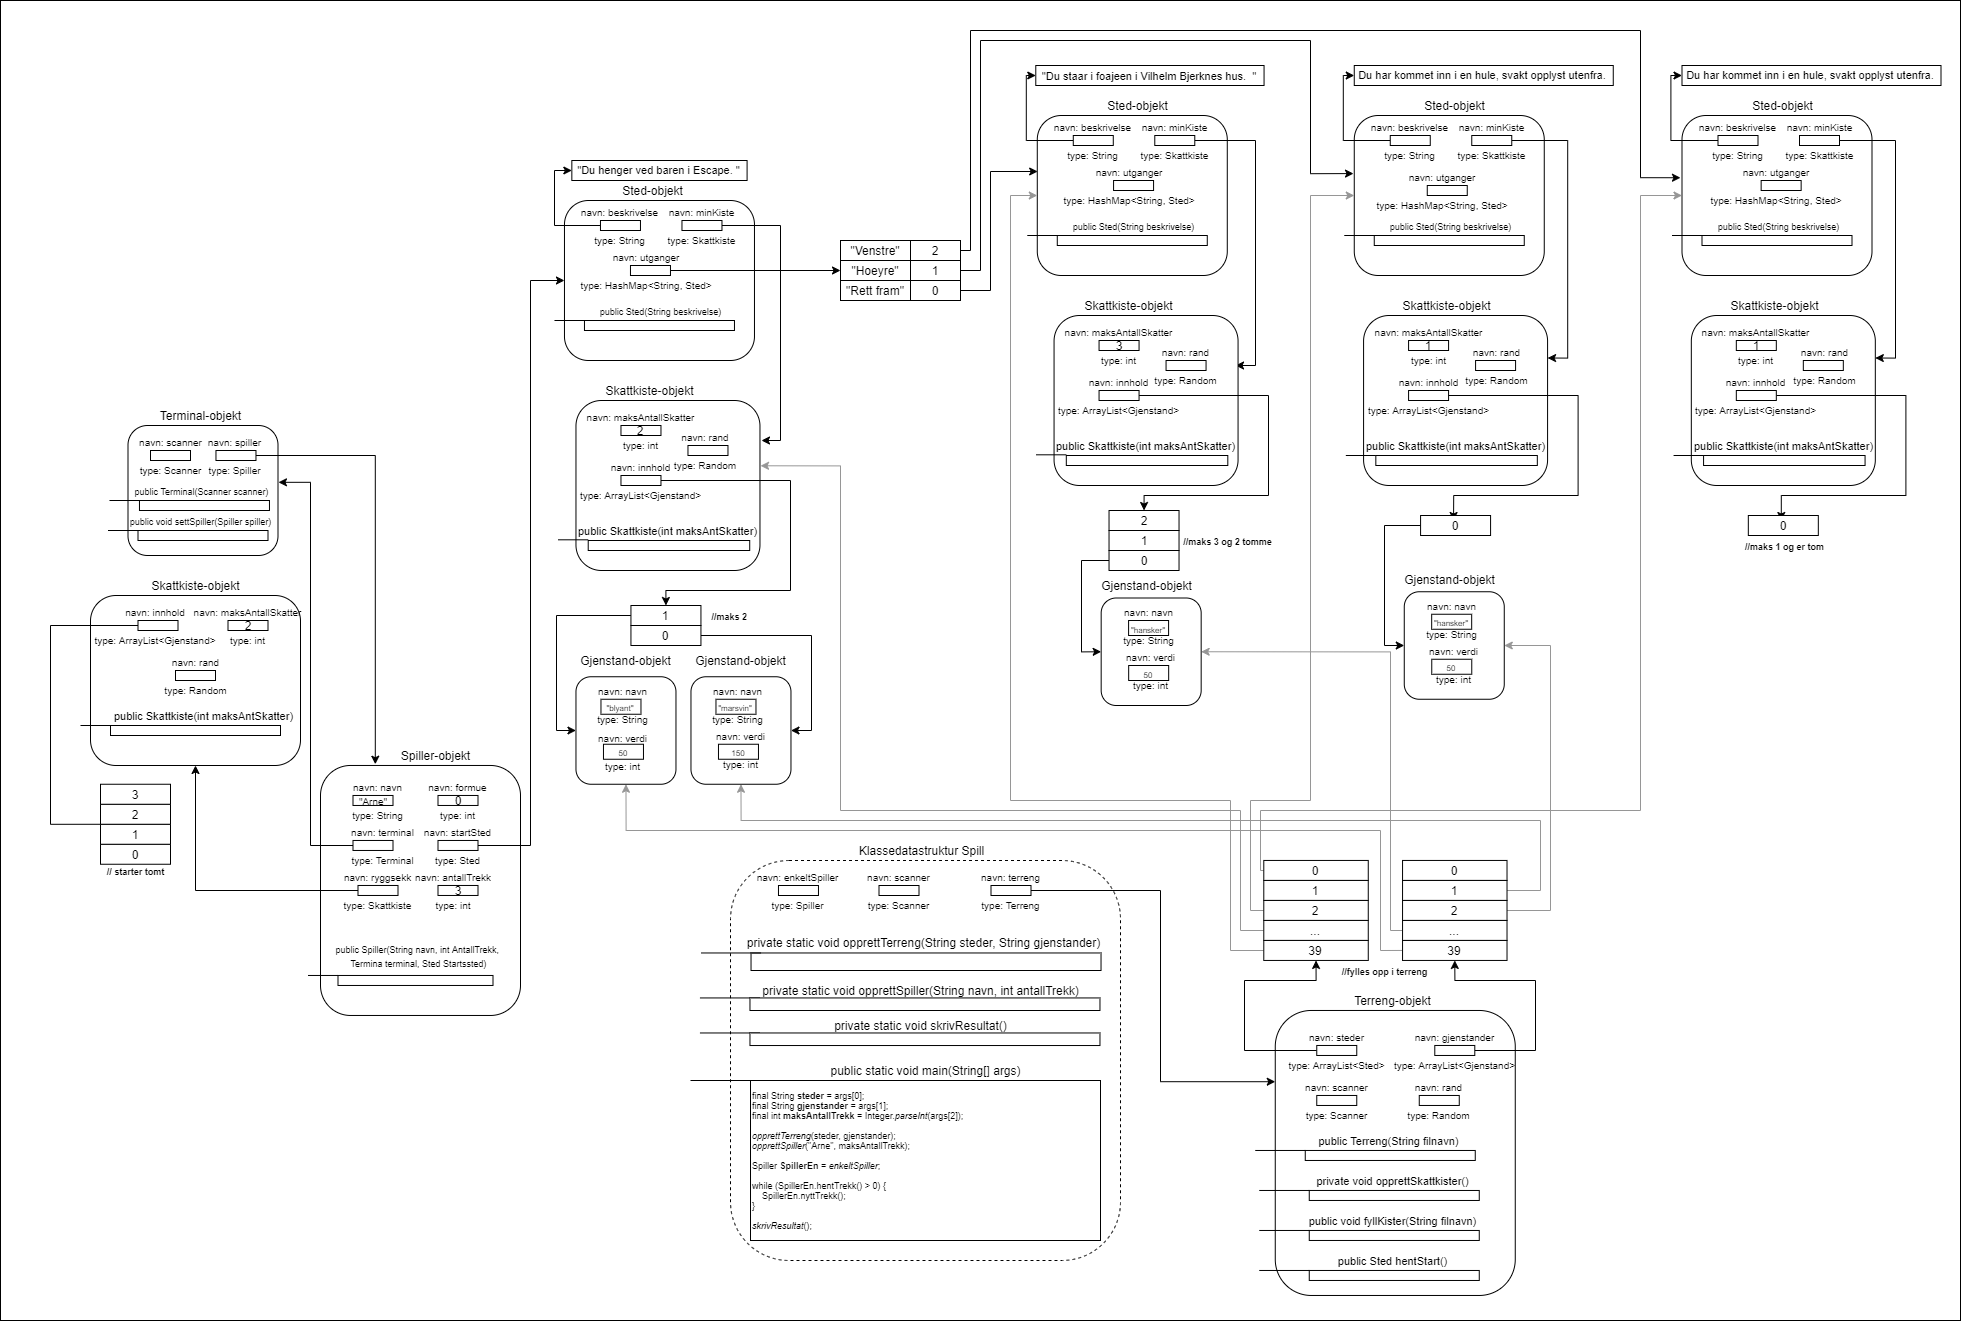 "Du staar i foajeen i Vilhelm Bjerknes hus.  "
Sted-objekt
navn: beskrivelse
navn: minKiste
type: String
type: Skattkiste
navn: utganger
type: HashMap<String, Sted>
public Sted(String beskrivelse)
Skattkiste-objekt
navn: maksAntallSkatter
3
type: int
navn: rand
type: Random
navn: innhold
type: ArrayList<Gjenstand>
public Skattkiste(int maksAntSkatter)
2
1
0
//maks 3 og 2 tomme
Gjenstand-objekt
navn: navn
"hansker"
type: String
navn: verdi
50
type: int
Du har kommet inn i en hule, svakt opplyst utenfra.
Sted-objekt
navn: beskrivelse
navn: minKiste
type: String
type: Skattkiste
navn: utganger
type: HashMap<String, Sted>
public Sted(String beskrivelse)
Skattkiste-objekt
navn: maksAntallSkatter
1
type: int
navn: rand
type: Random
navn: innhold
type: ArrayList<Gjenstand>
public Skattkiste(int maksAntSkatter)
0
Gjenstand-objekt
navn: navn
"hansker"
type: String
navn: verdi
50
type: int
Du har kommet inn i en hule, svakt opplyst utenfra.
Sted-objekt
navn: beskrivelse
navn: minKiste
type: String
type: Skattkiste
navn: utganger
type: HashMap<String, Sted>
public Sted(String beskrivelse)
Skattkiste-objekt
navn: maksAntallSkatter
1
type: int
navn: rand
type: Random
navn: innhold
type: ArrayList<Gjenstand>
public Skattkiste(int maksAntSkatter)
0
//maks 1 og er tom
"Du henger ved baren i Escape. "
Sted-objekt
navn: beskrivelse
navn: minKiste
type: String
type: Skattkiste
navn: utganger
type: HashMap<String, Sted>
public Sted(String beskrivelse)
"Venstre" 2
"Hoeyre" 1
"Rett fram" 0
Skattkiste-objekt
navn: maksAntallSkatter
2
type: int
navn: rand
type: Random
navn: innhold
type: ArrayList<Gjenstand>
public Skattkiste(int maksAntSkatter)
1
0
//maks 2
Gjenstand-objekt
navn: navn
"blyant"
type: String
navn: verdi
50
type: int
Gjenstand-objekt
navn: navn
"marsvin"
type: String
navn: verdi
150
type: int
Terminal-objekt
navn: scanner
navn: spiller
type: Scanner
type: Spiller
public Terminal(Scanner scanner)
public void settSpiller(Spiller spiller)
Skattkiste-objekt
navn: innhold
navn: maksAntallSkatter
2
type: ArrayList<Gjenstand>
type: int
navn: rand
type: Random
public Skattkiste(int maksAntSkatter)
3
2
1
0
// starter tomt
Spiller-objekt
navn: navn
navn: formue
"Arne"
0
type: String
type: int
navn: terminal
navn: startSted
type: Terminal
type: Sted
navn: ryggsekk
navn: antallTrekk
3
type: Skattkiste
type: int
public Spiller(String navn, int AntallTrekk,
Termina terminal, Sted Startssted)
Klassedatastruktur Spill
navn: enkeltSpiller
navn: scanner
navn: terreng
type: Spiller
type: Scanner
type: Terreng
private static void opprettTerreng(String steder, String gjenstander)
private static void opprettSpiller(String navn, int antallTrekk)
private static void skrivResultat()
public static void main(String[] args)
final String steder = args[0];
final String gjenstander = args[1];
final int maksAntallTrekk = Integer.parseInt(args[2]);
opprettTerreng(steder, gjenstander);
opprettSpiller("Arne", maksAntallTrekk);
Spiller SpillerEn = enkeltSpiller;
while (SpillerEn.hentTrekk() > 0) {
SpillerEn.nyttTrekk();
}
skrivResultat();
0
1
2
...
39
0
1
2
...
39
//fylles opp i terreng
Terreng-objekt
navn: steder
navn: gjenstander
type: ArrayList<Sted>
type: ArrayList<Gjenstand>
navn: scanner
navn: rand
type: Scanner
type: Random
public Terreng(String filnavn)
private void opprettSkattkister()
public void fyllKister(String filnavn)
public Sted hentStart()